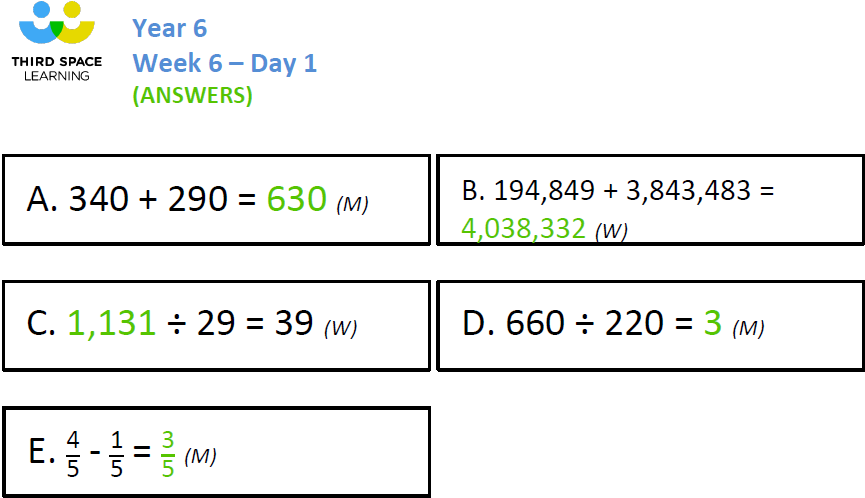 THIRD SPACE
LEARNING
Year 6
Week 6 – Day 1
(ANSWERS)
A. 340 + 290 = 630 (M)
B. 194,849 + 3,843,483 =
4,038,332 (W)
C. 1,131 ÷ 29 = 39 (W)
D. 660 ÷ 220 = 3 (M)
E. 4/5 - 1/5 = 3/5 (M)